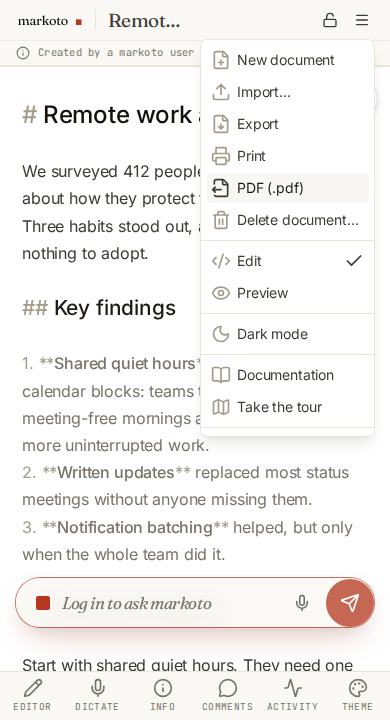 markoto
Remot...
Created by a markoto user
New document
Import...
Export
Print
PDF (.pdf)
Delete document...
Edit
Preview
Dark mode
Documentation
Take the tour
# Remote work
We surveyed 412 people
about how they protect
Three habits stood out,
nothing to adopt.
## Key findings
1. **Shared quiet hours*
calendar blocks: teams
meeting-free mornings
more uninterrupted work.
2. **Written updates** replaced most status
meetings without anyone missing them.
3. **Notification batching** helped, but only
when the whole team did it.
Log in to ask markoto
Start with shared quiet hours. They need one
EDITOR DICTATE INFO COMMENTS ACTIVITY THEME